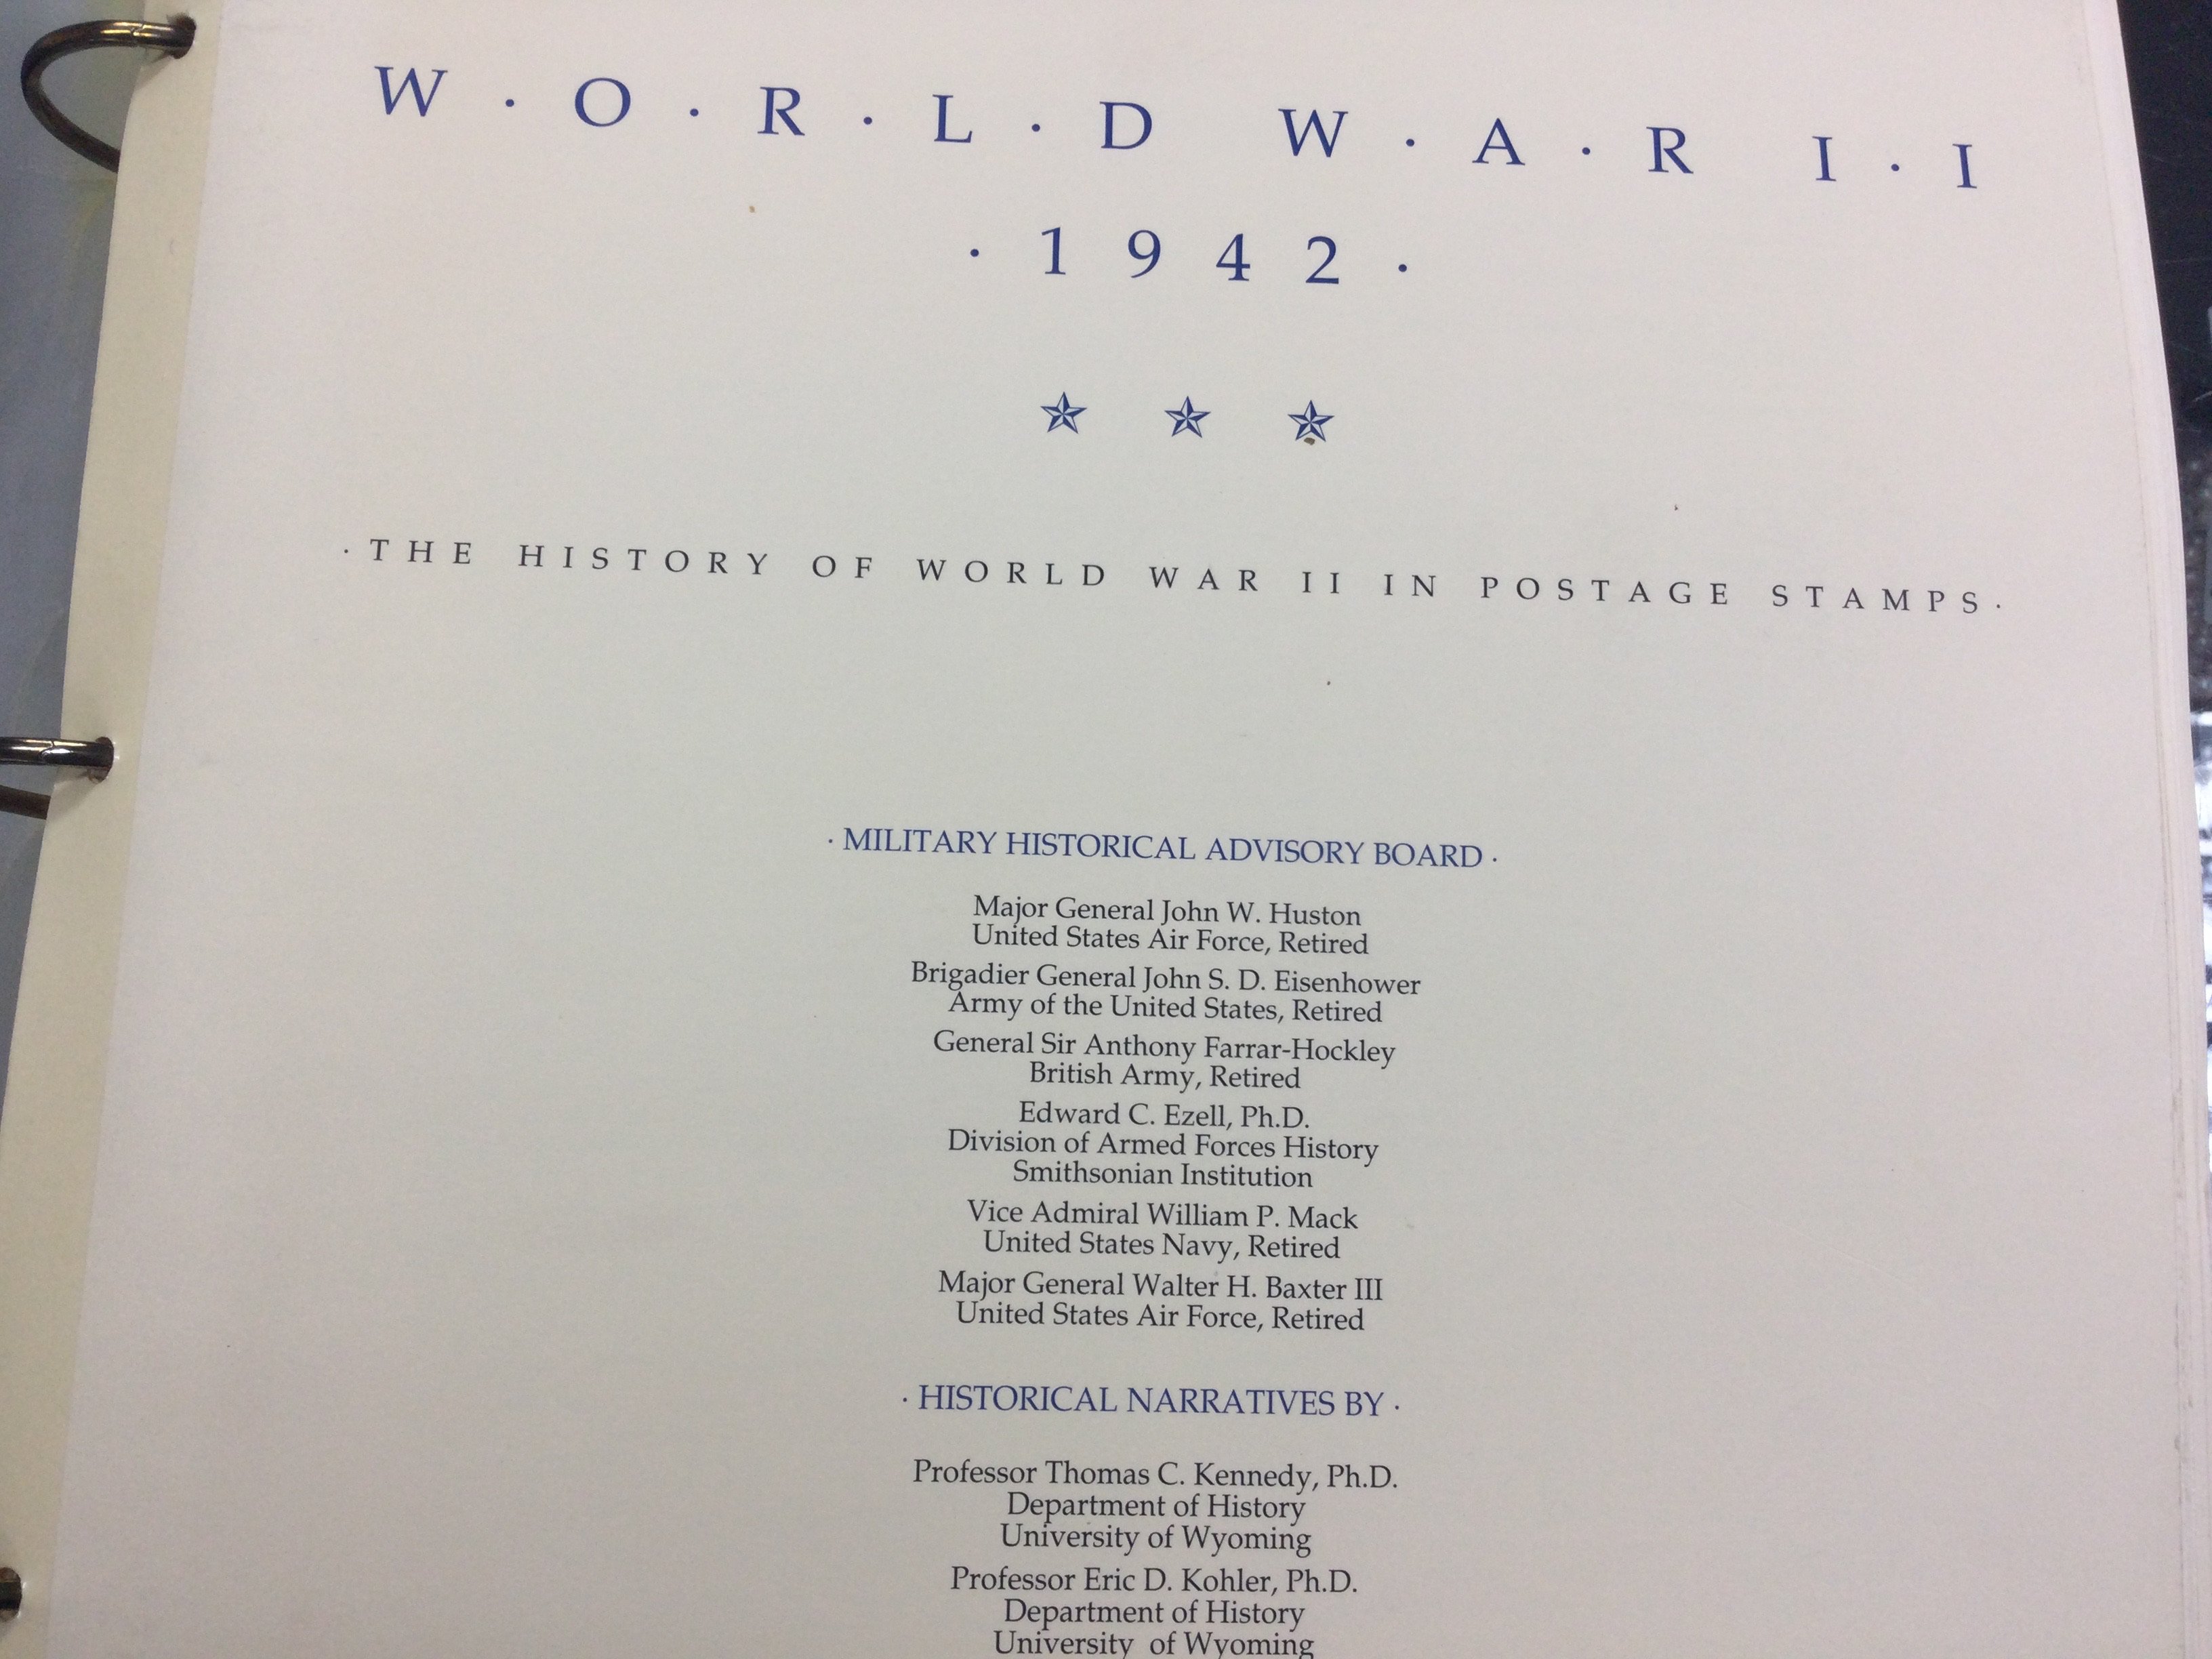 W·O·R·L·D W·A·R I·I
·1942·
·THE HISTORY OF WORLD WAR II IN POSTAGE STAMPS·
· MILITARY HISTORICAL ADVISORY BOARD ·
Major General John W. Huston
United States Air Force, Retired
Brigadier General John S. D. Eisenhower
Army of the United States, Retired
General Sir Anthony Farrar-Hockley
British Army, Retired
Edward C. Ezell, Ph.D.
Division of Armed Forces History
Smithsonian Institution
Vice Admiral William P. Mack
United States Navy, Retired
Major General Walter H. Baxter III
United States Air Force, Retired
· HISTORICAL NARRATIVES BY ·
Professor Thomas C. Kennedy, Ph.D.
Department of History
University of Wyoming
Professor Eric D. Kohler, Ph.D.
Department of History
University of Wyoming